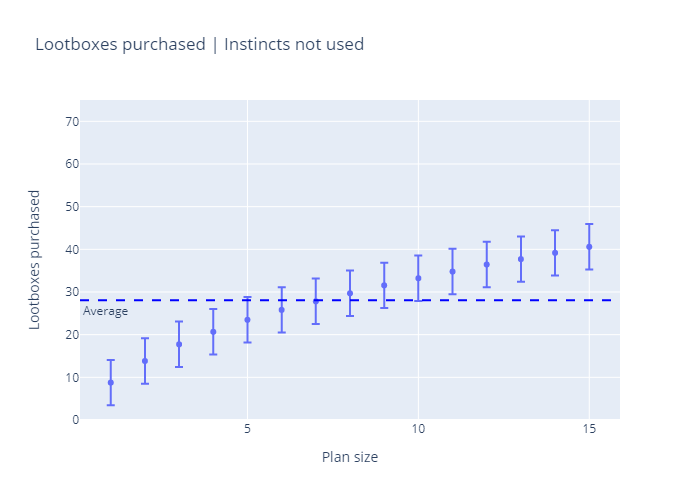 Lootboxes purchased | Instincts not used
70
60
50
40
30
20
10
0
Lootboxes purchased
Average
5
10
15
Plan size